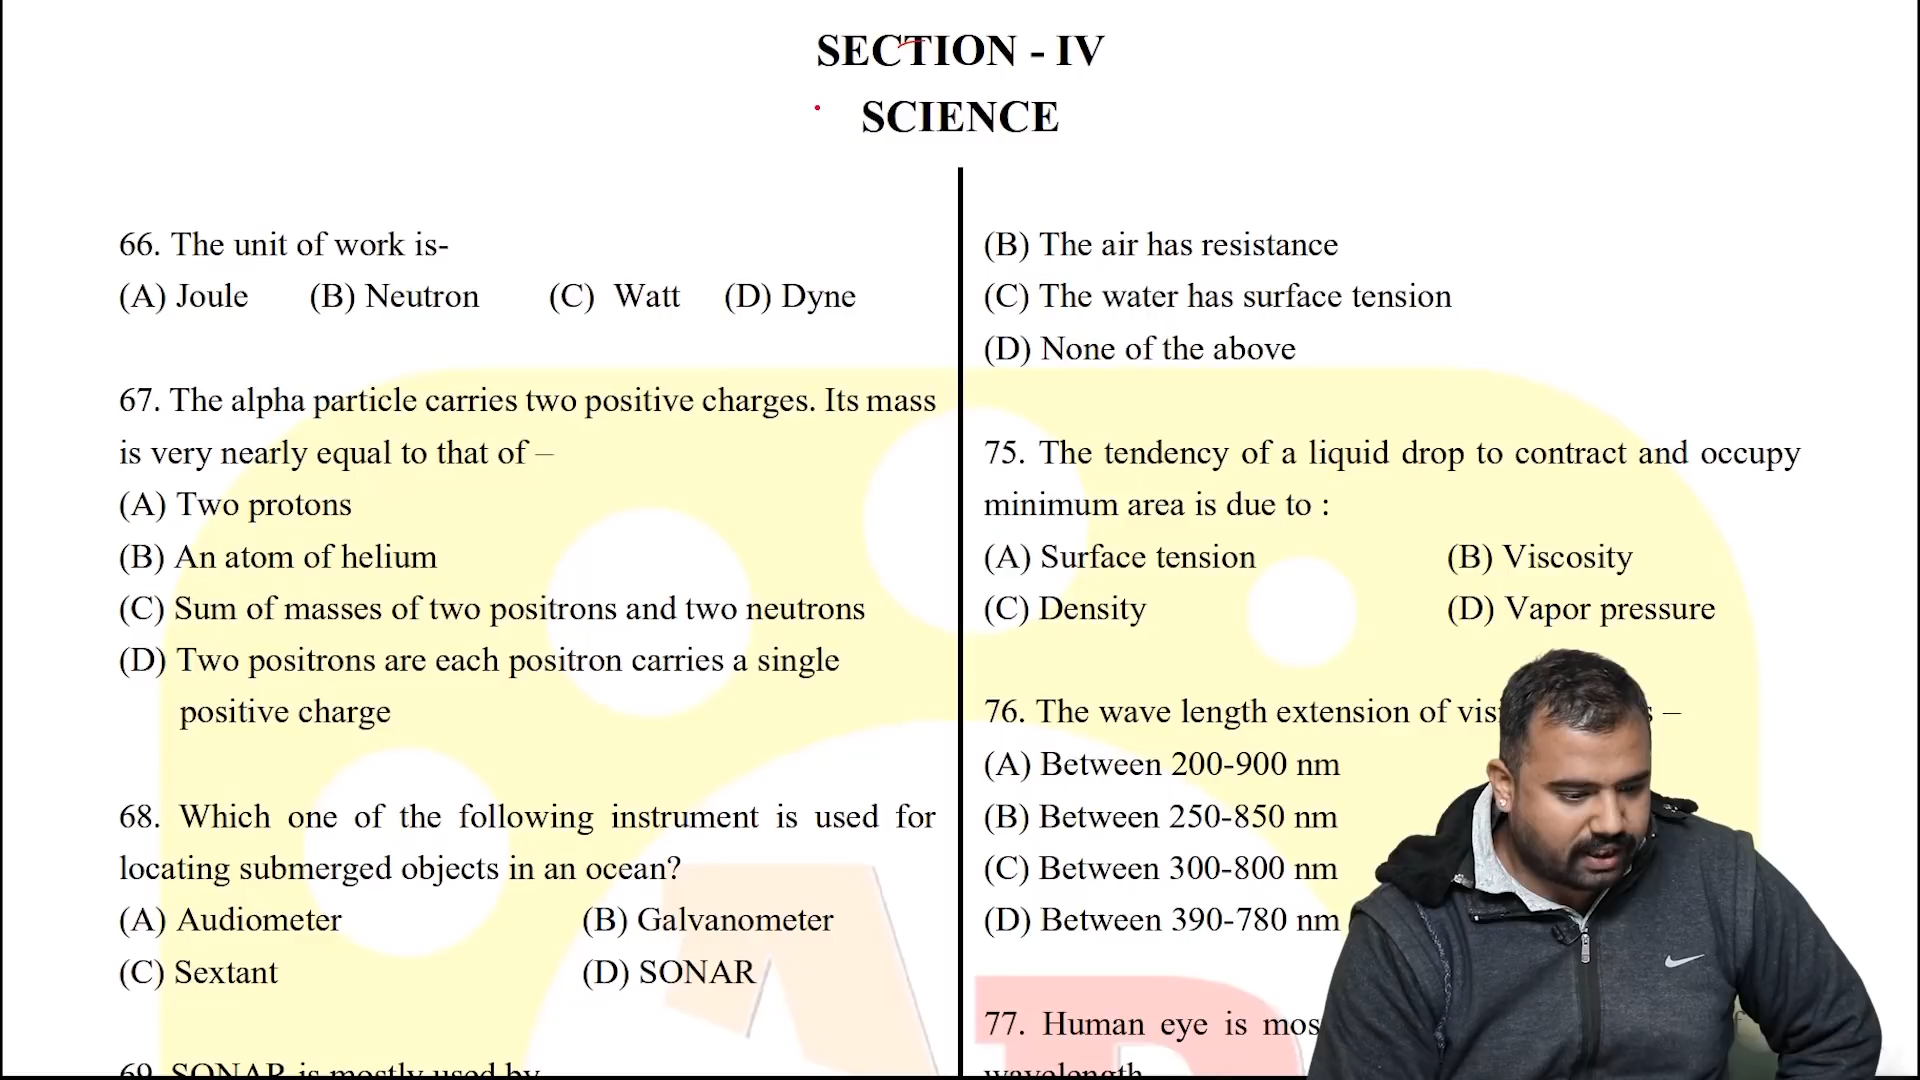 SECTION - IV
SCIENCE
66. The unit of work is-
(A) Joule (B) Neutron (C) Watt (D) Dyne
67. The alpha particle carries two positive charges. Its mass
is very nearly equal to that of –
(A) Two protons
(B) An atom of helium
(C) Sum of masses of two positrons and two neutrons
(D) Two positrons are each positron carries a single
positive charge
68. Which one of the following instrument is used for
locating submerged objects in an ocean?
(A) Audiometer (B) Galvanometer
(C) Sextant (D) SONAR
69. SONAR is mostly used by
(B) The air has resistance
(C) The water has surface tension
(D) None of the above
75. The tendency of a liquid drop to contract and occupy
minimum area is due to :
(A) Surface tension (B) Viscosity
(C) Density (D) Vapor pressure
76. The wave length extension of –
(A) Between 200-900 nm
(B) Between 250-850 nm
(C) Between 300-800 nm
(D) Between 390-780 nm
77. Human eye is
wavelength